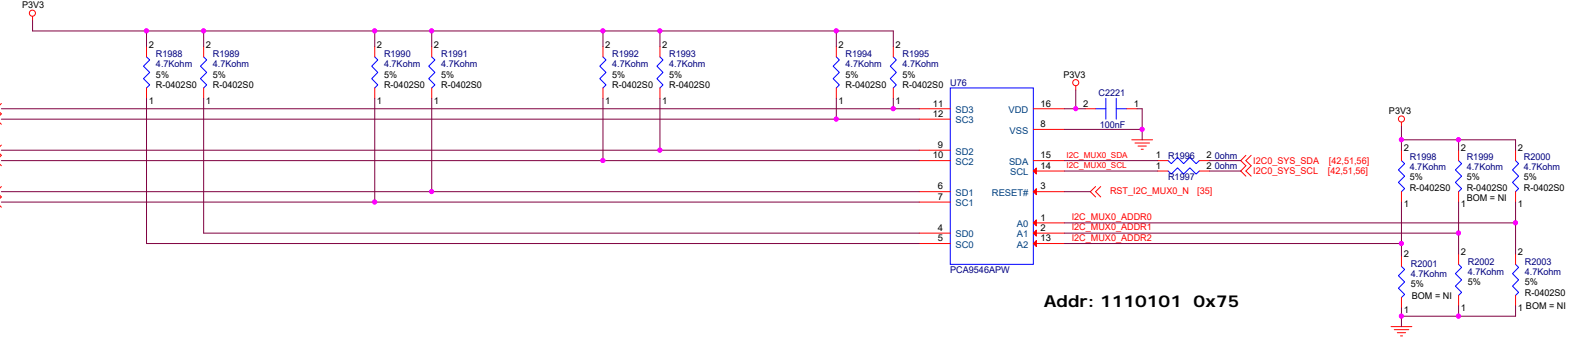 P3V3
2 2 2 2 2 2 2 2
R1988 R1989 R1990 R1991 R1992 R1993 R1994 R1995
4.7Kohm 4.7Kohm 4.7Kohm 4.7Kohm 4.7Kohm 4.7Kohm 4.7Kohm 4.7Kohm
5% 5% 5% 5% 5% 5% 5% 5%
R-0402S0 R-0402S0 R-0402S0 R-0402S0 R-0402S0 R-0402S0 R-0402S0 R-0402S0
1 1 1 1 1 1 1 1
U76
11 SD3
12 SC3
9 SD2
10 SC2
6 SD1
7 SC1
4 SD0
5 SC0
VDD 16
VSS 8
SDA 15
SCL 14
RESET# 3
A0 1
A1 2
A2 13
PCA9546APW
P3V3
C2221
2 1
100nF
I2C_MUX0_SDA 1 R1996 2 0ohm I2C0_SYS_SDA [42,51,56]
I2C_MUX0_SCL 1 R1997 2 0ohm I2C0_SYS_SCL [42,51,56]
RST_I2C_MUX0_N [35]
I2C_MUX0_ADDR0
I2C_MUX0_ADDR1
I2C_MUX0_ADDR2
P3V3
2 2 2
R1998 R1999 R2000
4.7Kohm 4.7Kohm 4.7Kohm
5% 5% 5%
R-0402S0 R-0402S0 R-0402S0
BOM = NI
1 1 1
2 2 2
R2001 R2002 R2003
4.7Kohm 4.7Kohm 4.7Kohm
5% 5% 5%
R-0402S0
BOM = NI BOM = NI
1 1 1
Addr: 1110101 0x75